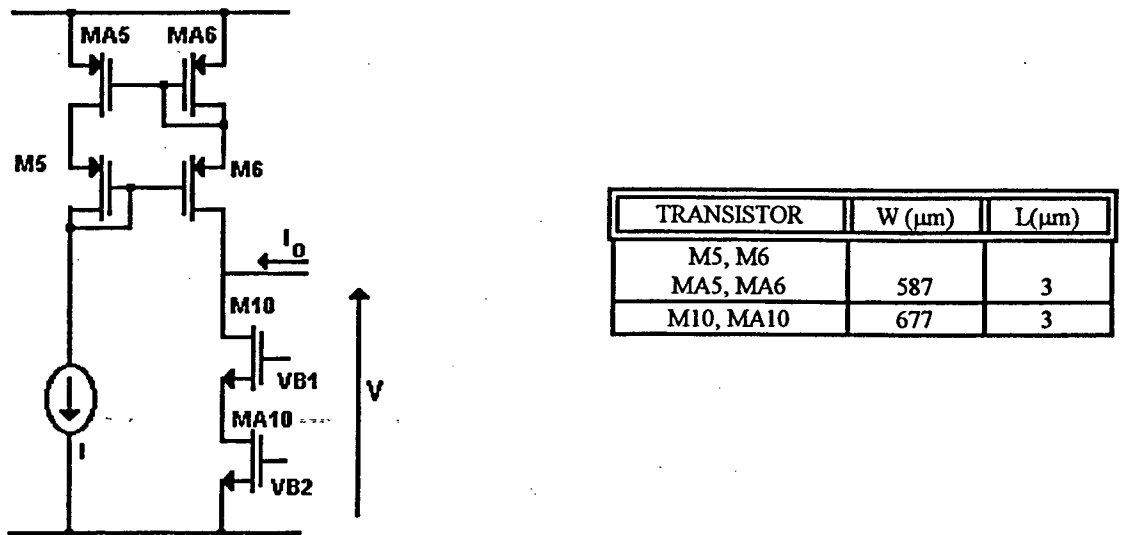 MA5 MA6
M5 M6
I₀
M10
VB1
V
MA10
I
VB2
TRANSISTOR W (μm) L(μm)
M5, M6
MA5, MA6 587 3
M10, MA10 677 3